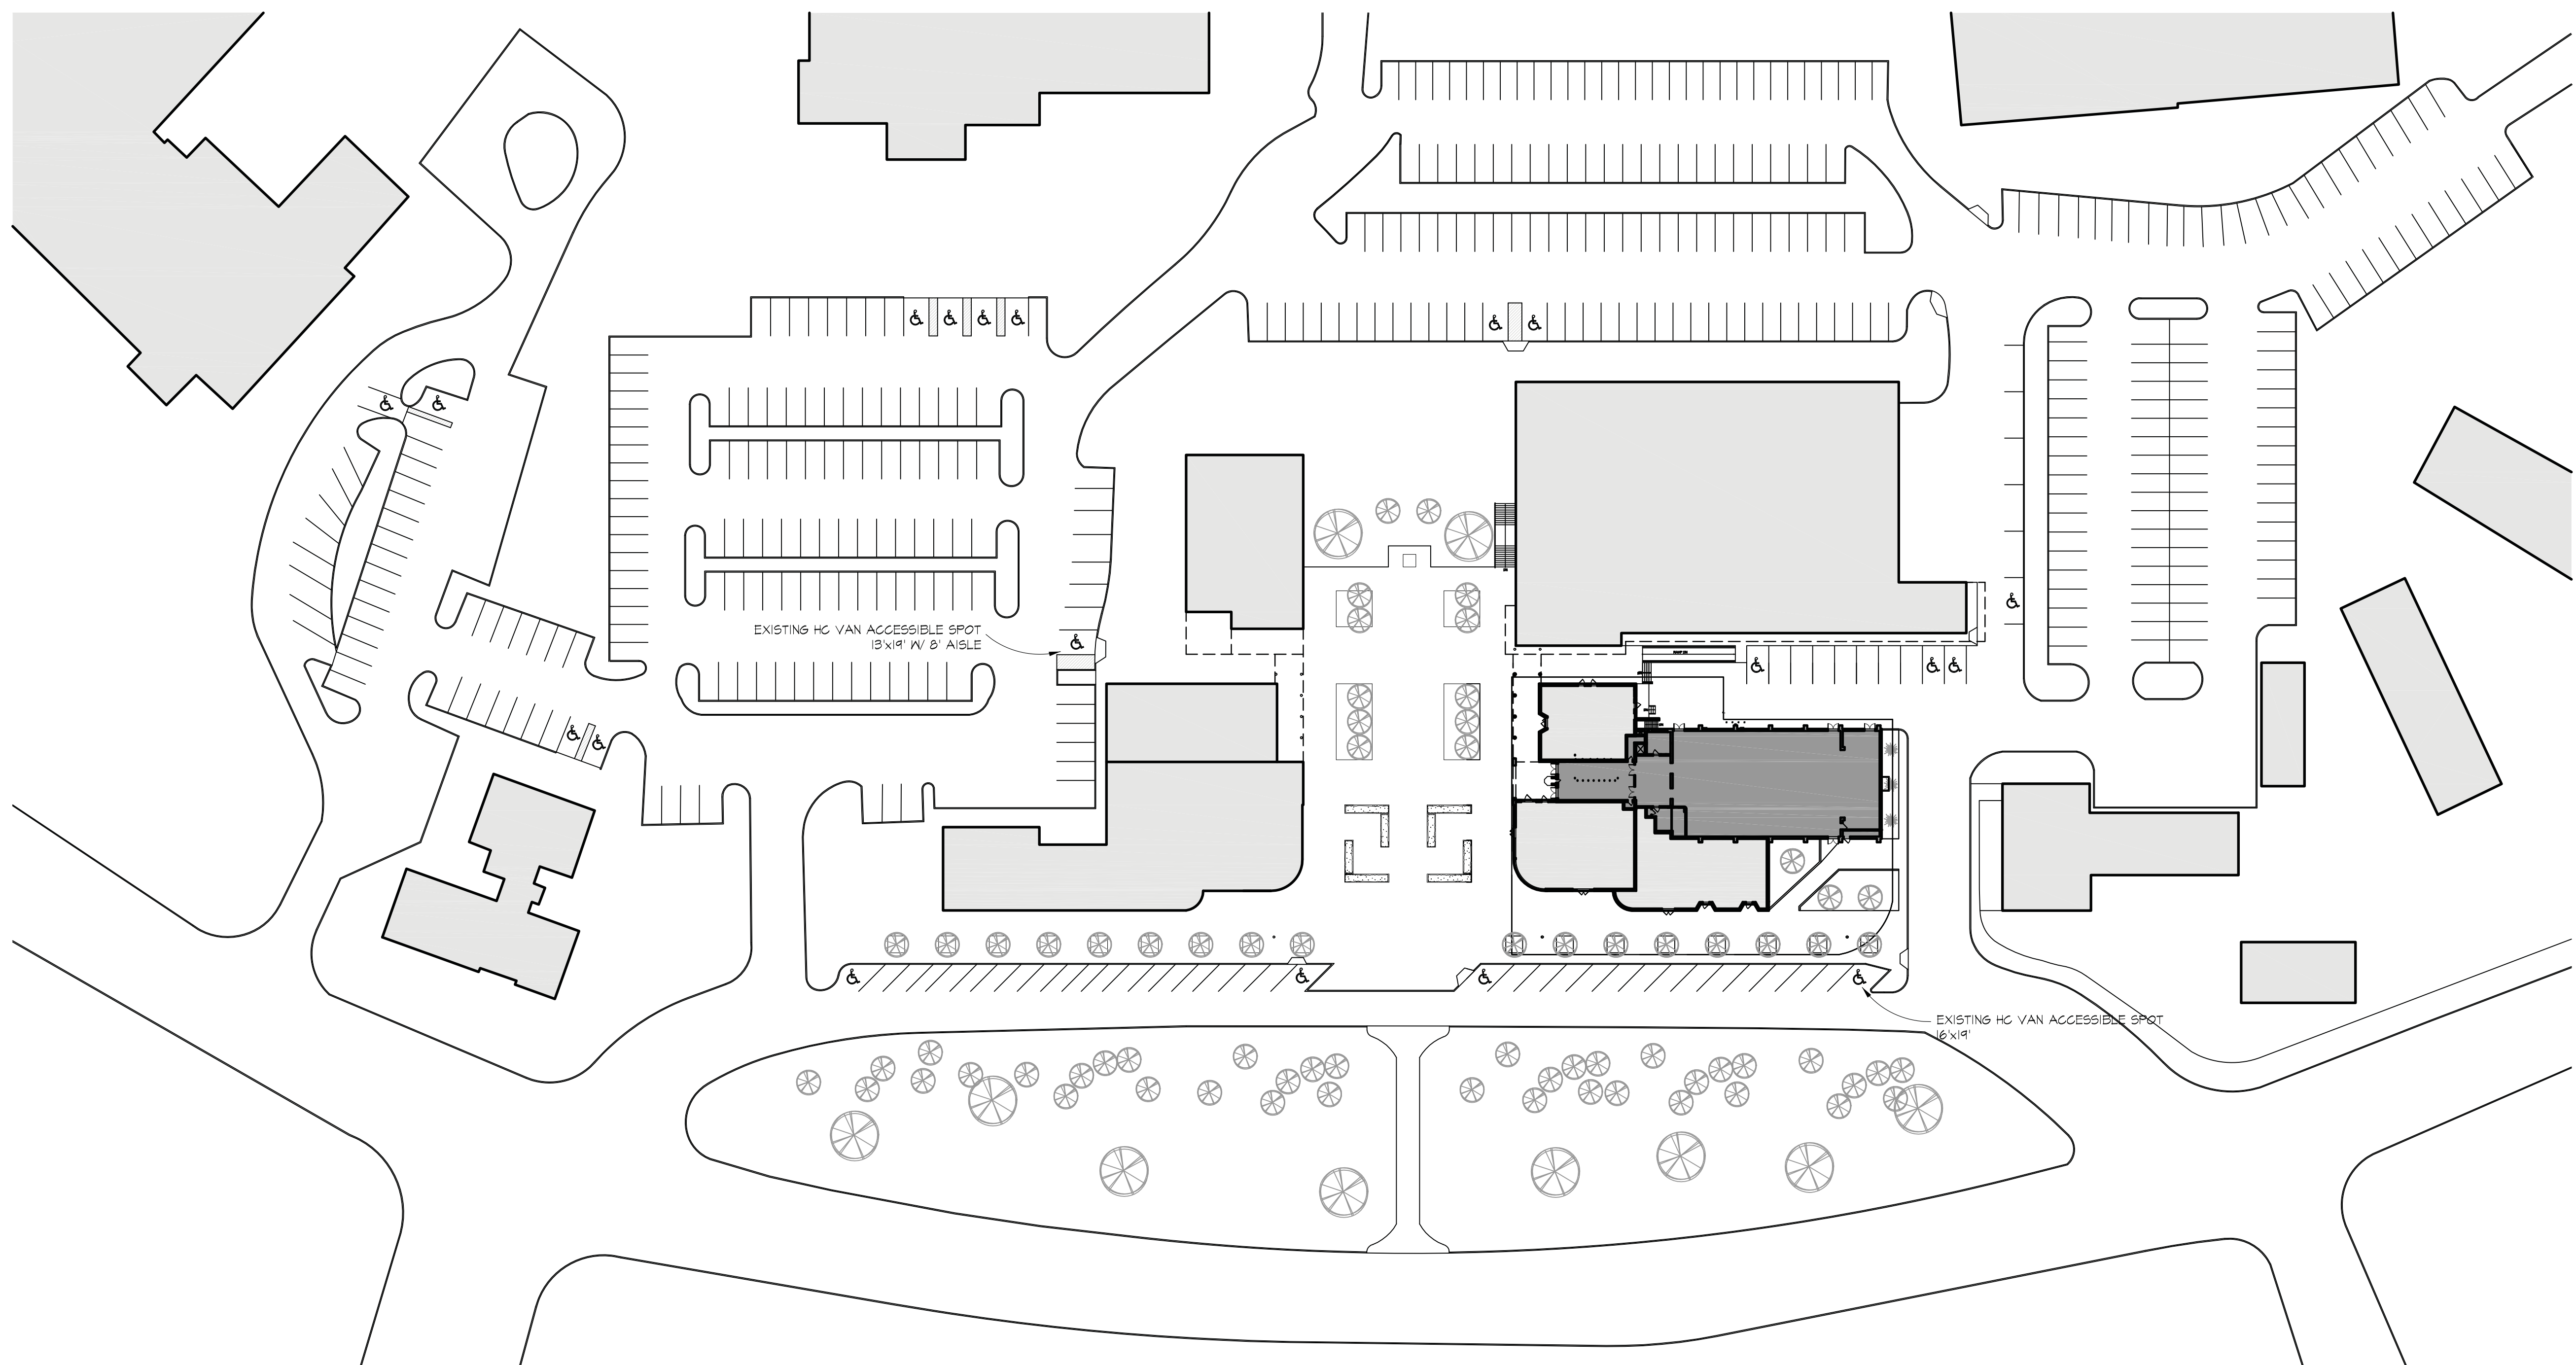 EXISTING HC VAN ACCESSIBLE SPOT
13'x19' W/ 8' AISLE
EXISTING HC VAN ACCESSIBLE SPOT
16'x19'